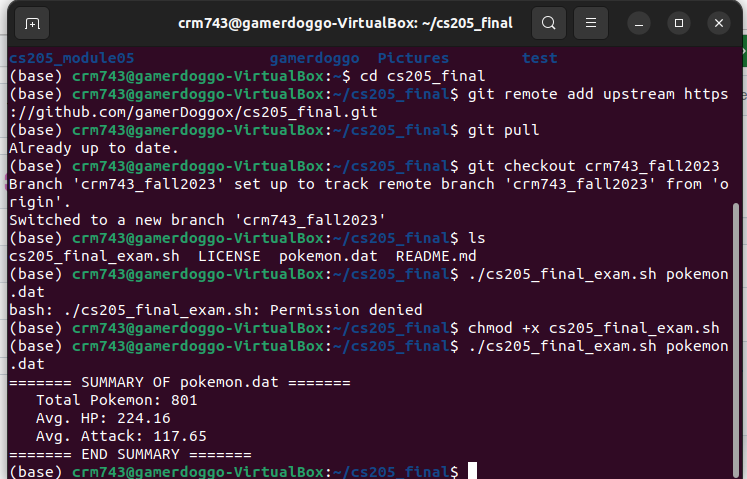 crm743@gamerdoggo-VirtualBox: ~/cs205_final
cs205_module05 gamerdoggo Pictures test
(base) crm743@gamerdoggo-VirtualBox:~$ cd cs205_final
(base) crm743@gamerdoggo-VirtualBox:~/cs205_final$ git remote add upstream https
://github.com/gamerDoggox/cs205_final.git
(base) crm743@gamerdoggo-VirtualBox:~/cs205_final$ git pull
Already up to date.
(base) crm743@gamerdoggo-VirtualBox:~/cs205_final$ git checkout crm743_fall2023
Branch 'crm743_fall2023' set up to track remote branch 'crm743_fall2023' from 'o
rigin'.
Switched to a new branch 'crm743_fall2023'
(base) crm743@gamerdoggo-VirtualBox:~/cs205_final$ ls
cs205_final_exam.sh LICENSE pokemon.dat README.md
(base) crm743@gamerdoggo-VirtualBox:~/cs205_final$ ./cs205_final_exam.sh pokemon
.dat
bash: ./cs205_final_exam.sh: Permission denied
(base) crm743@gamerdoggo-VirtualBox:~/cs205_final$ chmod +x cs205_final_exam.sh
(base) crm743@gamerdoggo-VirtualBox:~/cs205_final$ ./cs205_final_exam.sh pokemon
.dat
======= SUMMARY OF pokemon.dat =======
Total Pokemon: 801
Avg. HP: 224.16
Avg. Attack: 117.65
======= END SUMMARY =======
(base) crm743@gamerdoggo-VirtualBox:~/cs205_final$